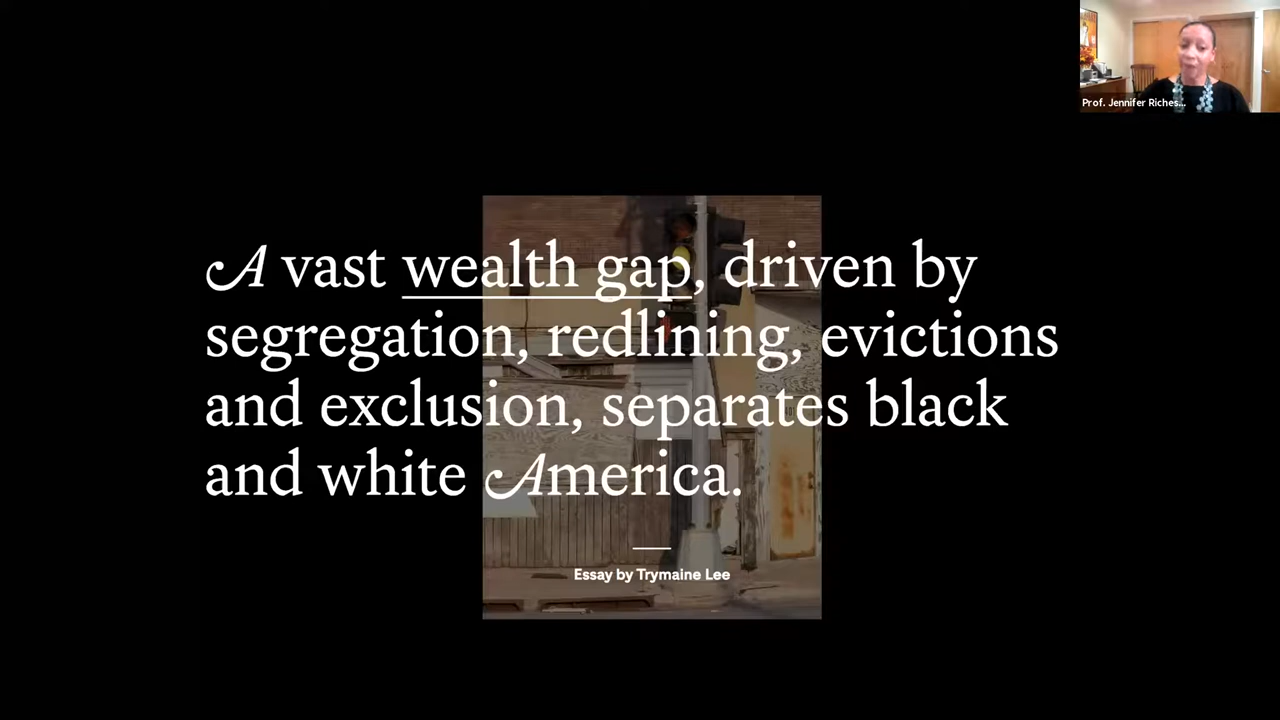 Prof. Jennifer Riches...
A vast wealth gap, driven by
segregation, redlining, evictions
and exclusion, separates black
and white America.
Essay by Trymaine Lee